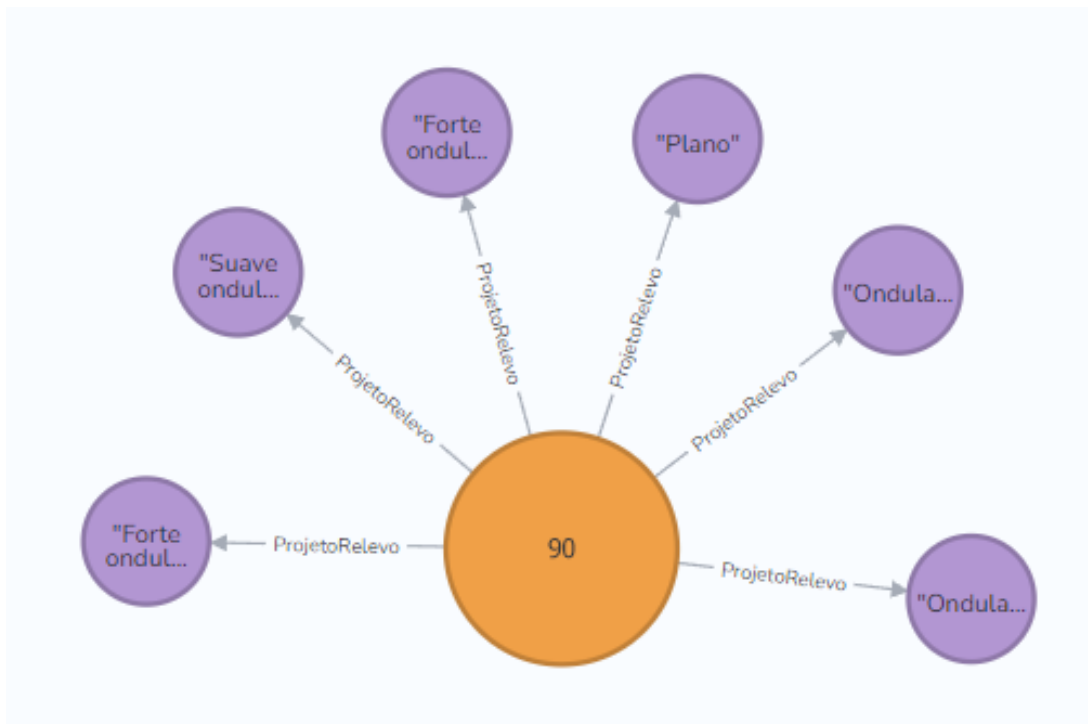 "Forte
ondul...
"Plano"
"Suave
ondul...
"Ondula...
ProjetoRelevo
ProjetoRelevo
ProjetoRelevo
ProjetoRelevo
"Forte
ondul...
ProjetoRelevo
90
ProjetoRelevo
"Ondula...